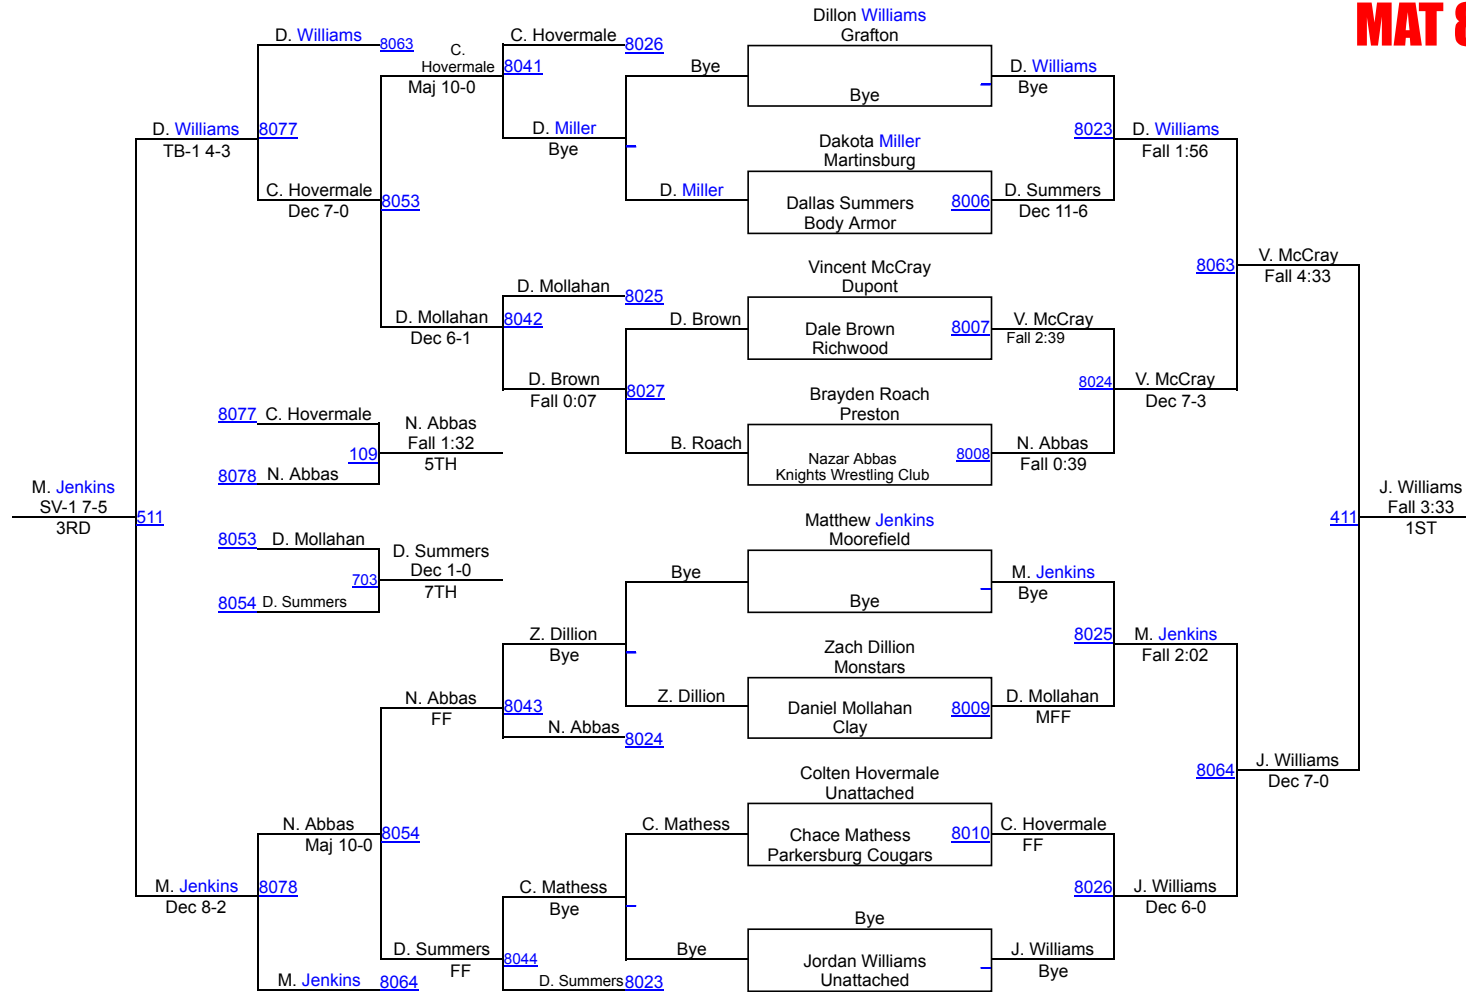 MAT 8
Dillon Williams
Grafton
D. Williams
8063
C.
Hovermale
Maj 10-0
8041
C. Hovermale
8026
Bye
Bye
D. Williams
Bye
D. Williams
TB-1 4-3
8077
D. Miller
Bye
8023
D. Williams
Fall 1:56
Dakota Miller
Martinsburg
C. Hovermale
Dec 7-0
8053
D. Miller
Dallas Summers
Body Armor
8006
D. Summers
Dec 11-6
Vincent McCray
Dupont
8063
V. McCray
Fall 4:33
D. Mollahan
8025
D. Mollahan
Dec 6-1
8042
D. Brown
Dale Brown
Richwood
8007
V. McCray
Fall 2:39
D. Brown
Fall 0:07
8027
8024
V. McCray
Dec 7-3
Brayden Roach
Preston
8077
C. Hovermale
N. Abbas
Fall 1:32
5TH
109
8078
N. Abbas
B. Roach
Nazar Abbas
Knights Wrestling Club
8008
N. Abbas
Fall 0:39
M. Jenkins
SV-1 7-5
3RD
511
411
J. Williams
Fall 3:33
1ST
Matthew Jenkins
Moorefield
8053
D. Mollahan
D. Summers
Dec 1-0
7TH
703
8054
D. Summers
Bye
Bye
M. Jenkins
Bye
Z. Dillion
Bye
8025
M. Jenkins
Fall 2:02
Zach Dillion
Monstars
N. Abbas
FF
8043
N. Abbas
8024
Z. Dillion
Daniel Mollahan
Clay
8009
D. Mollahan
MFF
8064
J. Williams
Dec 7-0
Colten Hovermale
Unattached
N. Abbas
Maj 10-0
8054
C. Mathess
Chace Mathess
Parkersburg Cougars
8010
C. Hovermale
FF
M. Jenkins
Dec 8-2
8078
C. Mathess
Bye
8026
J. Williams
Dec 6-0
Bye
D. Summers
FF
8044
Bye
Jordan Williams
Unattached
J. Williams
Bye
M. Jenkins
8064
D. Summers
8023